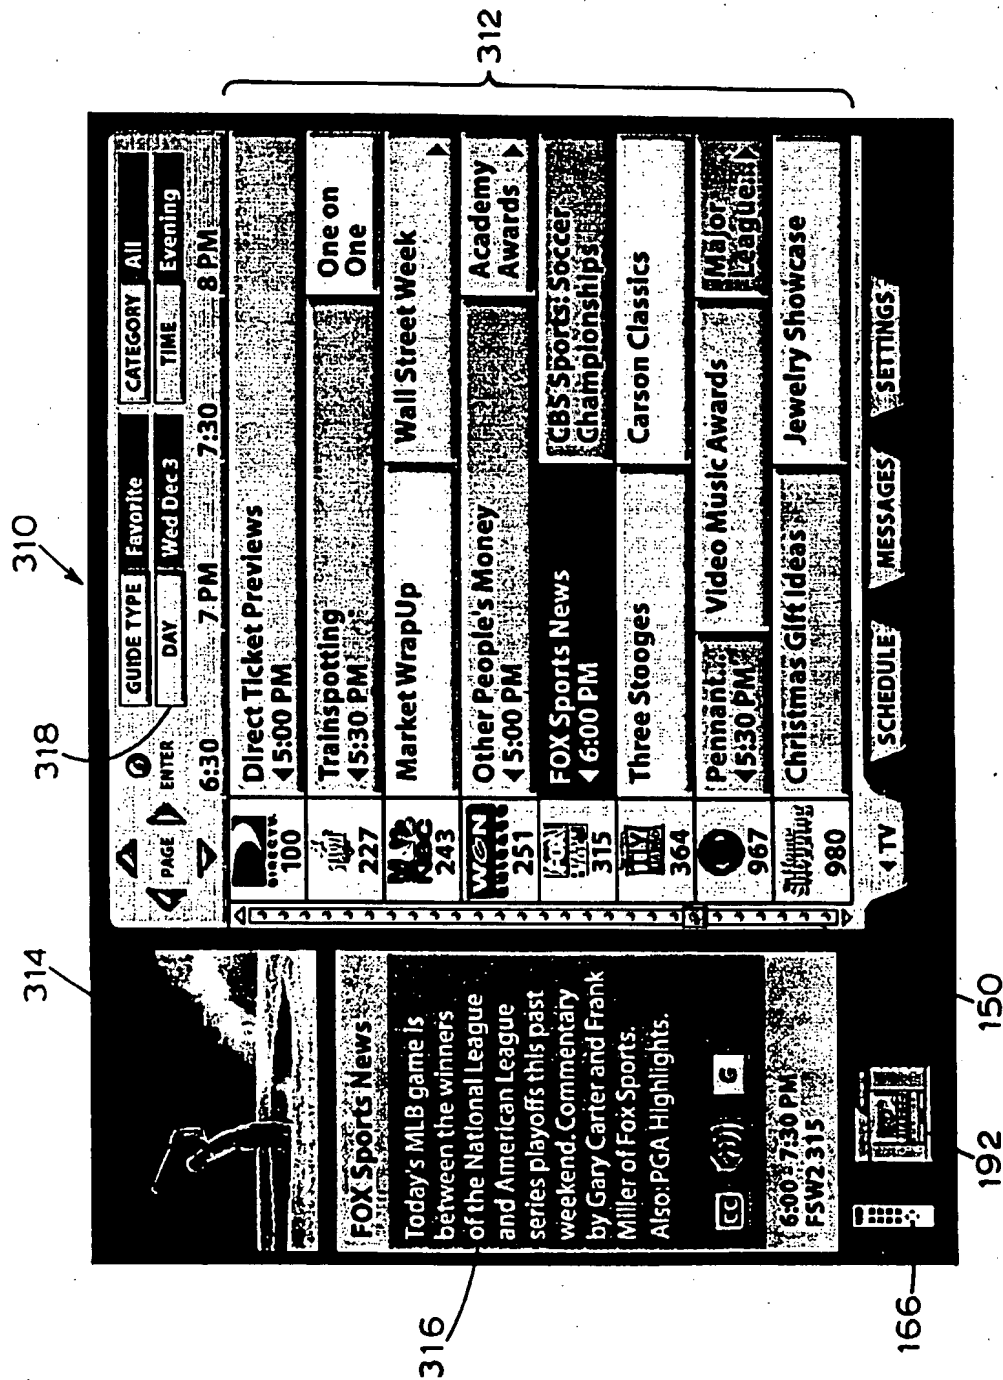 310
314
318
316
312
GUIDE TYPE Favorite CATEGORY All
DAY Wed Dec 3 TIME Evening
PAGE ENTER
6:30 7 PM 7:30 8 PM
DIRECTV
100
Direct Ticket Previews
5:00 PM
227
Trainspotting
5:30 PM
One on
One
243
Market WrapUp
Wall Street Week
WGN
251
Other People's Money
5:00 PM
Academy
Awards
FOX
315
FOX Sports News
6:00 PM
CBS Sports: Soccer
Championships
364
Three Stooges
Carson Classics
967
Pennant...
5:30 PM
Video Music Awards
Major
League...
980
Christmas Gift Ideas
Jewelry Showcase
TV
SCHEDULE
MESSAGES
SETTINGS
FOX Sports News
Today's MLB game is
between the winners
of the National League
and American League
series playoffs this past
weekend. Commentary
by Gary Carter and Frank
Miller of Fox Sports.
Also: PGA Highlights.
CC G
6:00 - 7:30 PM
FSW2 315
166
192
150